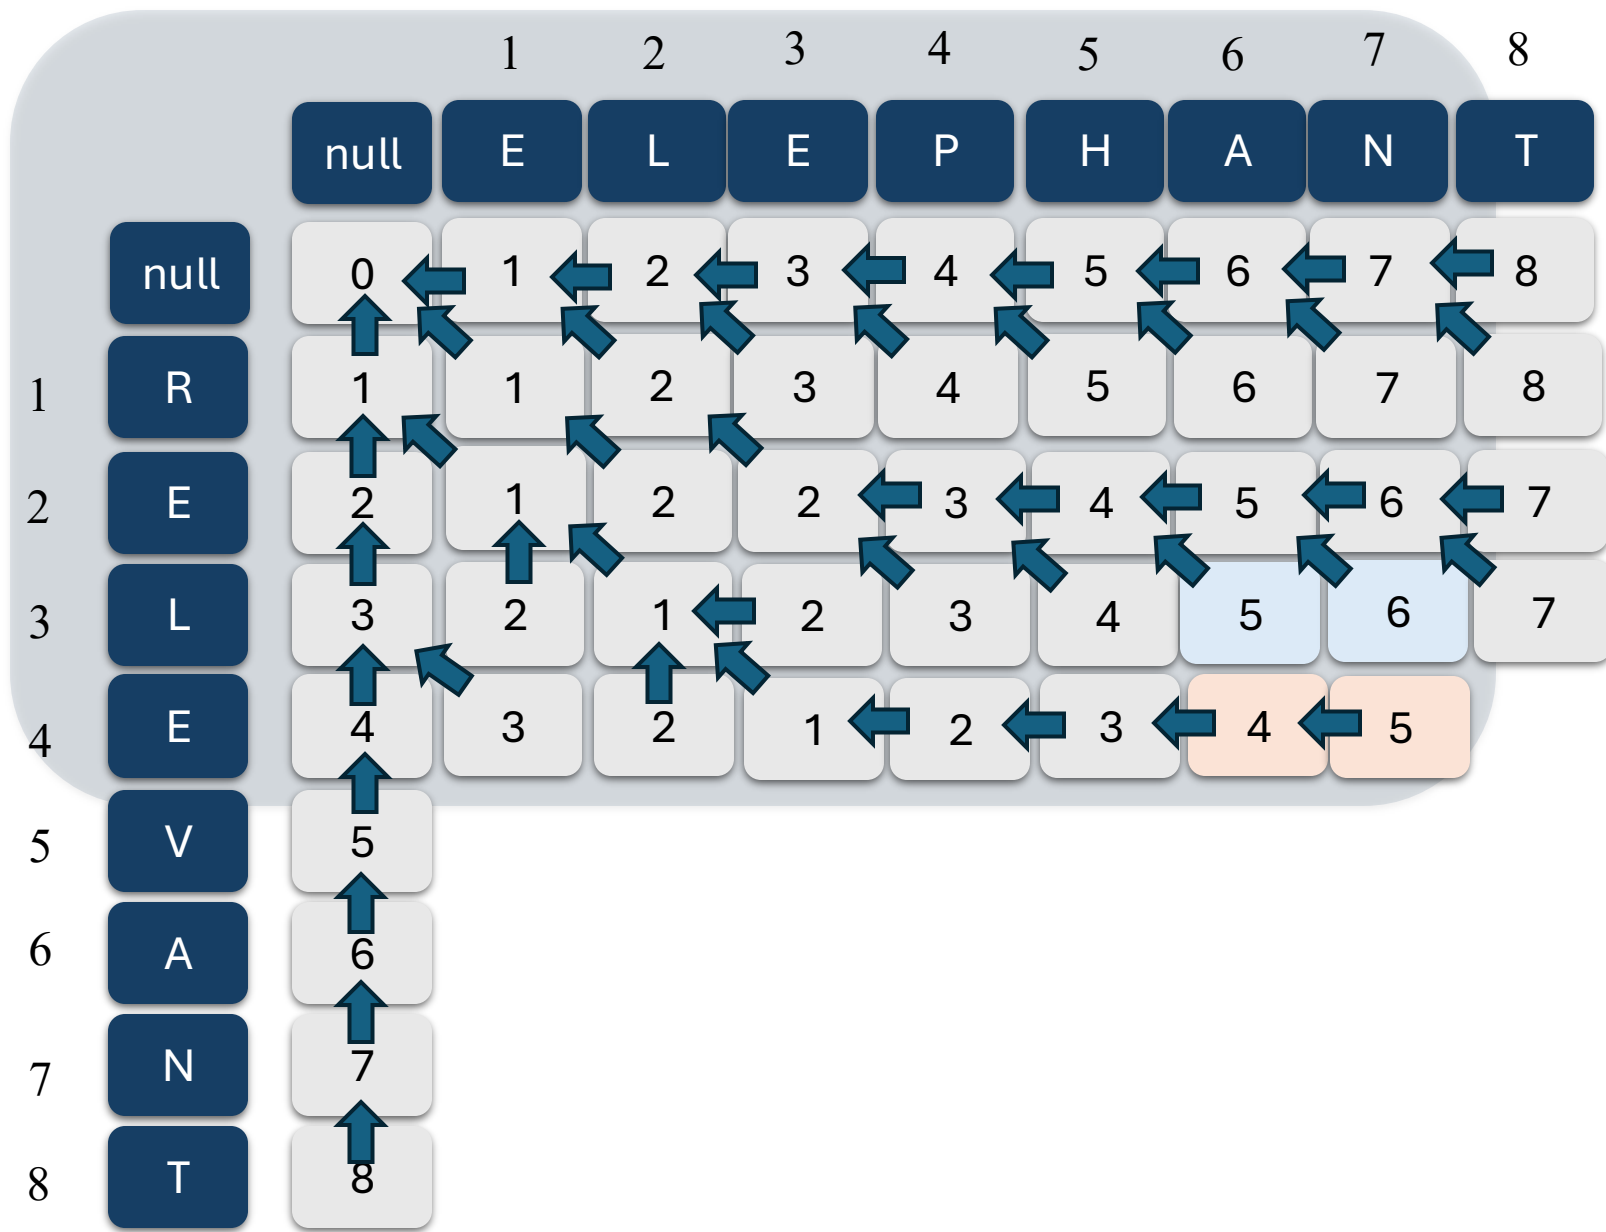 1 2 3 4 5 6 7 8
null E L E P H A N T
null 0 1 2 3 4 5 6 7 8
1 R 1 1 2 3 4 5 6 7 8
2 E 2 1 2 2 3 4 5 6 7
3 L 3 2 1 2 3 4 5 6 7
4 E 4 3 2 1 2 3 4 5
5 V 5
6 A 6
7 N 7
8 T 8